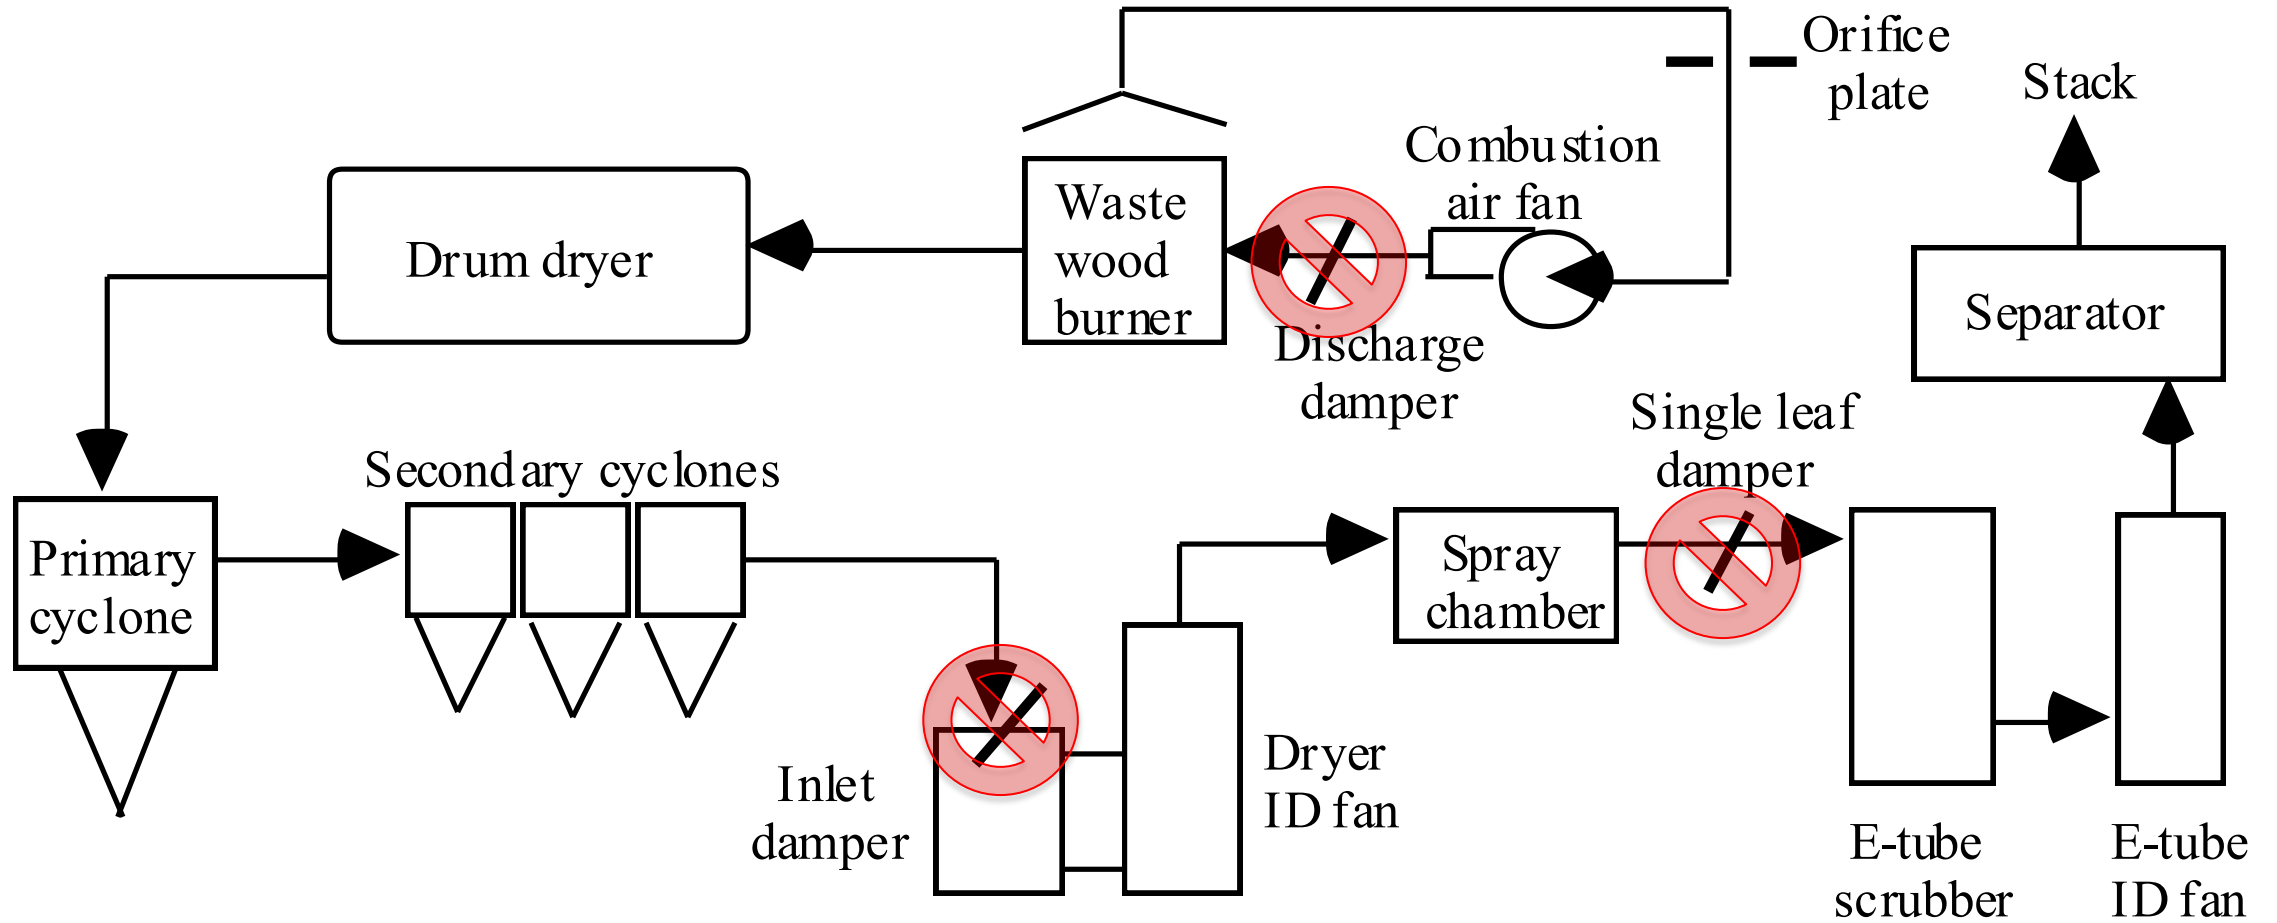 Orifice
plate
Stack
Combustion
air fan
Waste
wood
burner
Drum dryer
Separator
Discharge
damper
Single leaf
damper
Secondary cyclones
Primary
cyclone
Spray
chamber
Inlet
damper
Dryer
ID fan
E-tube
scrubber
E-tube
ID fan